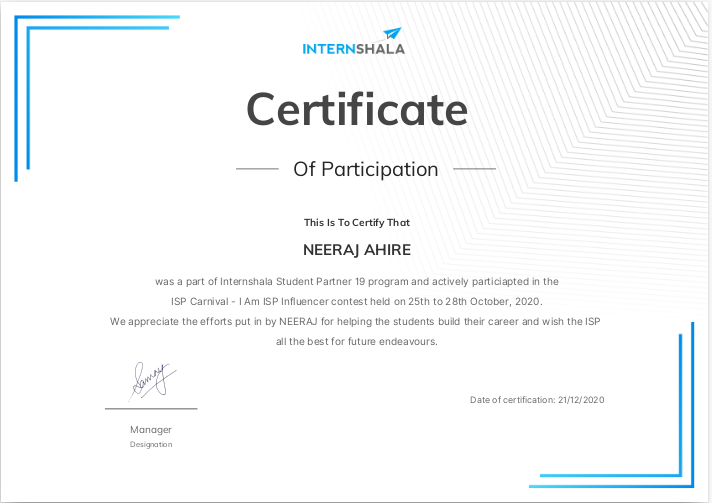 INTERNSHALA
Certificate
Of Participation
This Is To Certify That
NEERAJ AHIRE
was a part of Internshala Student Partner 19 program and actively particiapted in the
ISP Carnival - I Am ISP Influencer contest held on 25th to 28th October, 2020.
We appreciate the efforts put in by NEERAJ for helping the students build their career and wish the ISP
all the best for future endeavours.
Date of certification: 21/12/2020
Manager
Designation